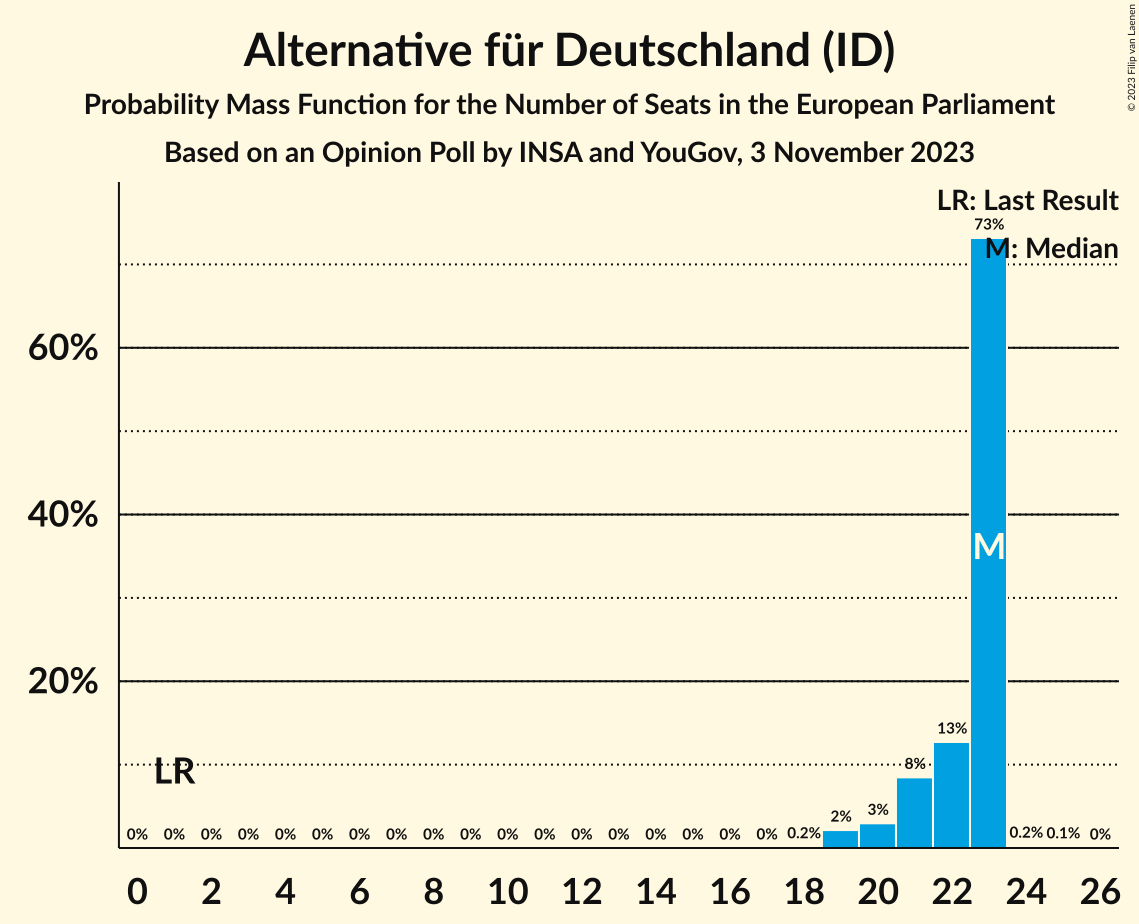 Alternative für Deutschland (ID)
Probability Mass Function for the Number of Seats in the European Parliament
Based on an Opinion Poll by INSA and YouGov, 3 November 2023
© 2023 Filip van Laenen
LR: Last Result
73%
M: Median
60%
40%
M
20%
13%
LR
8%
3%
2%
0% 0% 0% 0% 0% 0% 0% 0% 0% 0% 0% 0% 0% 0% 0% 0% 0% 0% 0.2% 0.2% 0.1% 0%
0 2 4 6 8 10 12 14 16 18 20 22 24 26